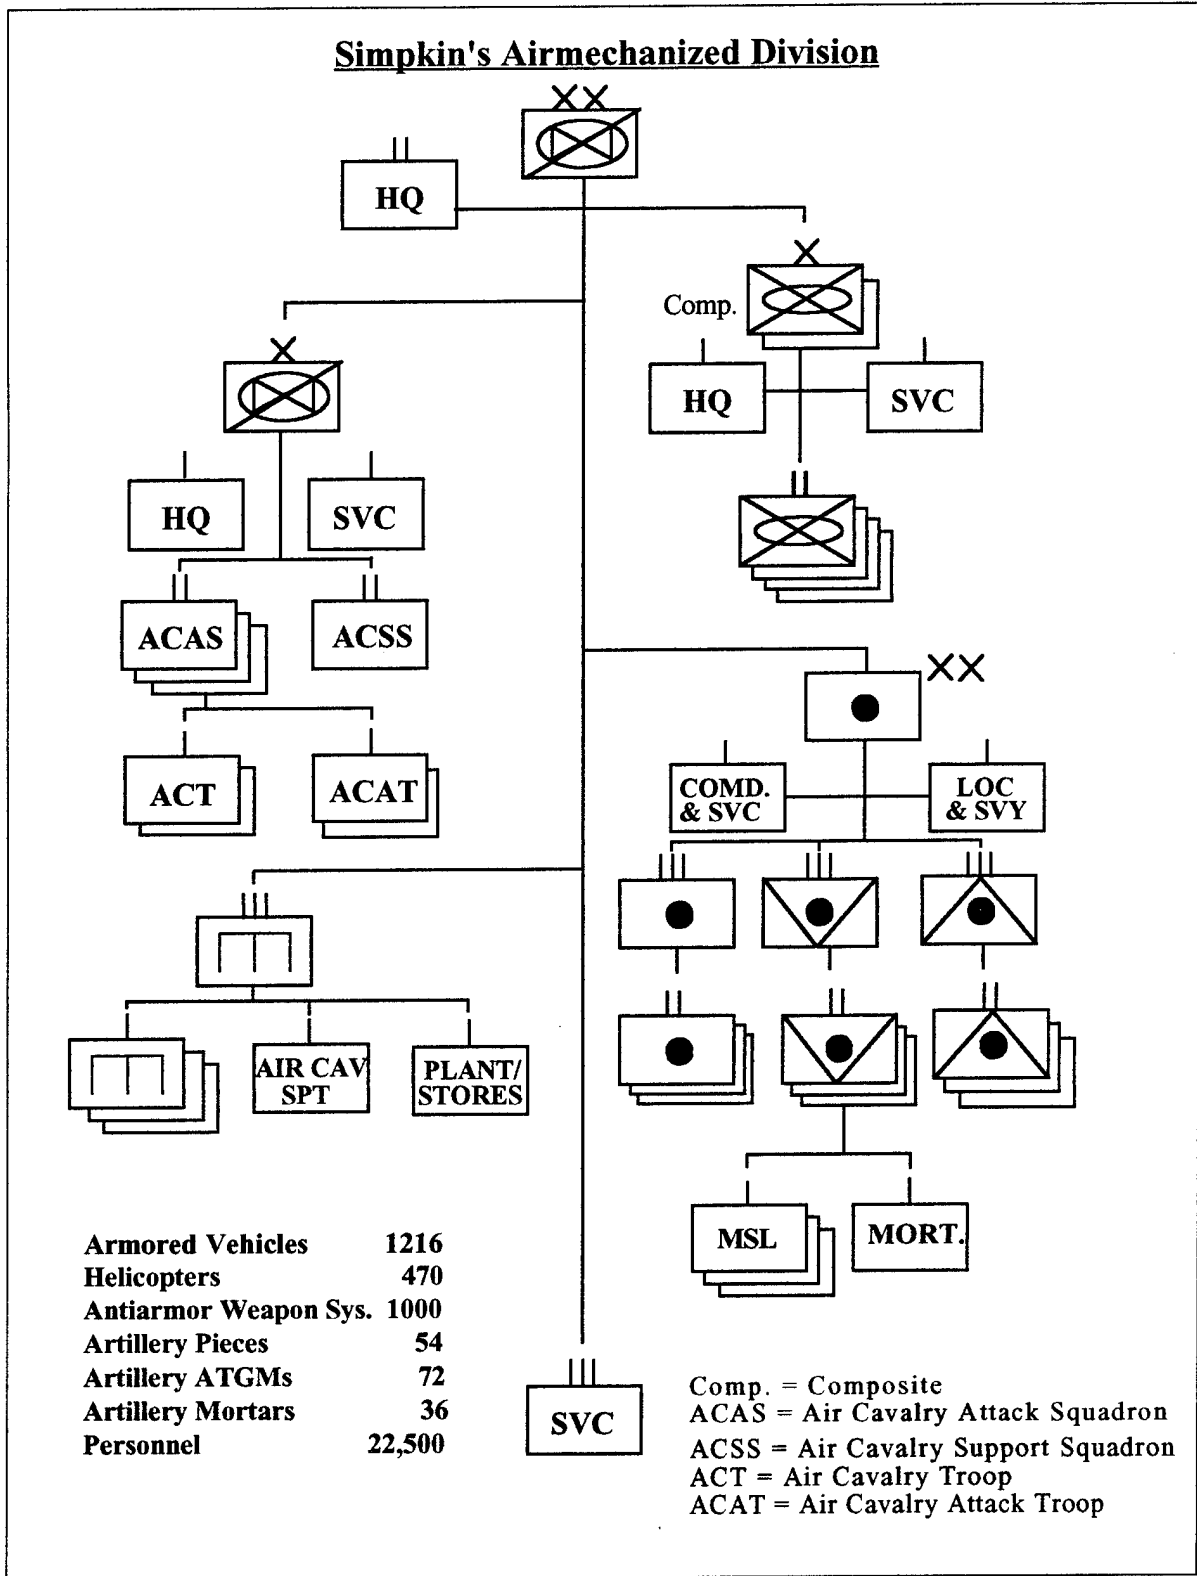 Simpkin's Airmechanized Division
HQ
Comp.
HQ
SVC
HQ
SVC
ACAS
ACSS
ACT
ACAT
COMD.
& SVC
LOC
& SVY
AIR CAV
SPT
PLANT/
STORES
MSL
MORT.
Armored Vehicles 1216
Helicopters 470
Antiarmor Weapon Sys. 1000
Artillery Pieces 54
Artillery ATGMs 72
Artillery Mortars 36
Personnel 22,500
SVC
Comp. = Composite
ACAS = Air Cavalry Attack Squadron
ACSS = Air Cavalry Support Squadron
ACT = Air Cavalry Troop
ACAT = Air Cavalry Attack Troop